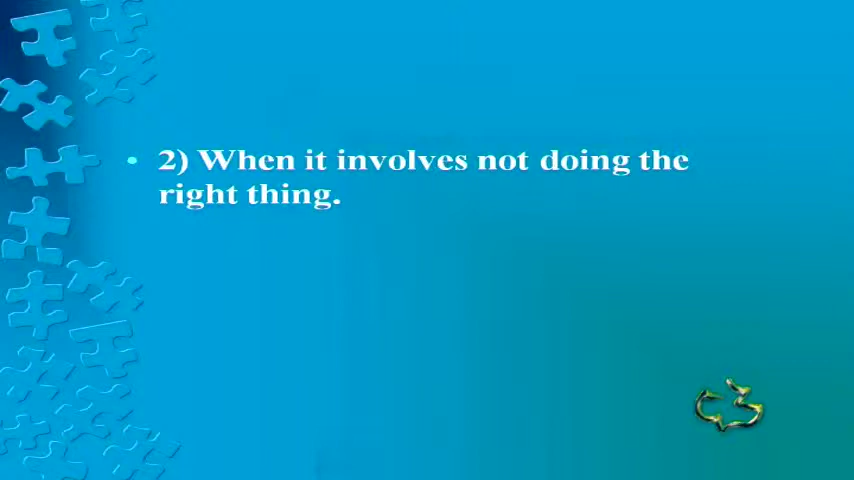 • 2) When it involves not doing the
right thing.